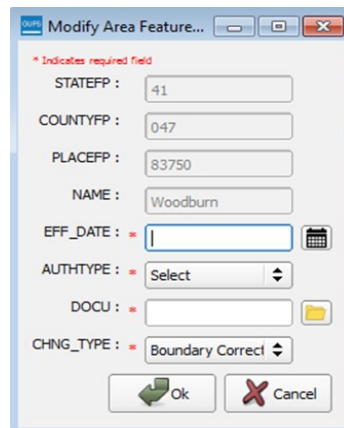 GUPS Modify Area Feature...
* Indicates required field
STATEFP : 41
COUNTYFP : 047
PLACEFP : 83750
NAME : Woodburn
EFF_DATE : *
AUTHTYPE : * Select
DOCU : *
CHNG_TYPE : * Boundary Correct
Ok Cancel